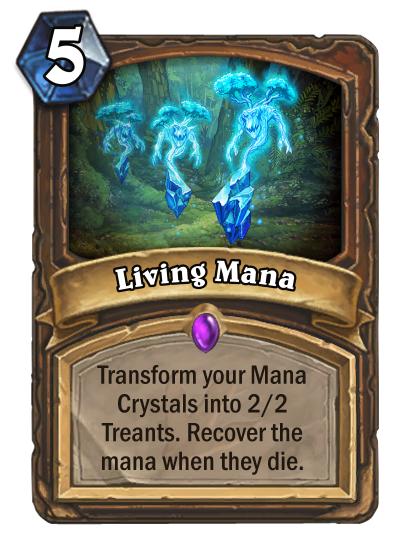 5
Living Mana
Transform your Mana
Crystals into 2/2
Treants. Recover the
mana when they die.